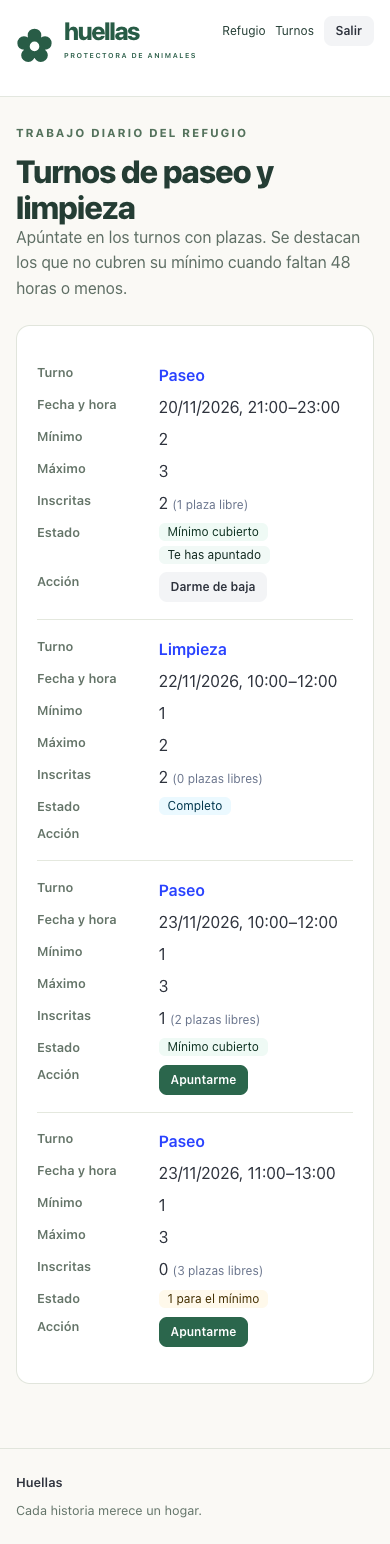 huellas
PROTECTORA DE ANIMALES
Refugio Turnos Salir
TRABAJO DIARIO DEL REFUGIO
Turnos de paseo y
limpieza
Apúntate en los turnos con plazas. Se destacan
los que no cubren su mínimo cuando faltan 48
horas o menos.
Turno Paseo
Fecha y hora 20/11/2026, 21:00–23:00
Mínimo 2
Máximo 3
Inscritas 2 (1 plaza libre)
Estado Mínimo cubierto
Te has apuntado
Acción Darme de baja
Turno Limpieza
Fecha y hora 22/11/2026, 10:00–12:00
Mínimo 1
Máximo 2
Inscritas 2 (0 plazas libres)
Estado Completo
Acción
Turno Paseo
Fecha y hora 23/11/2026, 10:00–12:00
Mínimo 1
Máximo 3
Inscritas 1 (2 plazas libres)
Estado Mínimo cubierto
Acción Apuntarme
Turno Paseo
Fecha y hora 23/11/2026, 11:00–13:00
Mínimo 1
Máximo 3
Inscritas 0 (3 plazas libres)
Estado 1 para el mínimo
Acción Apuntarme
Huellas
Cada historia merece un hogar.